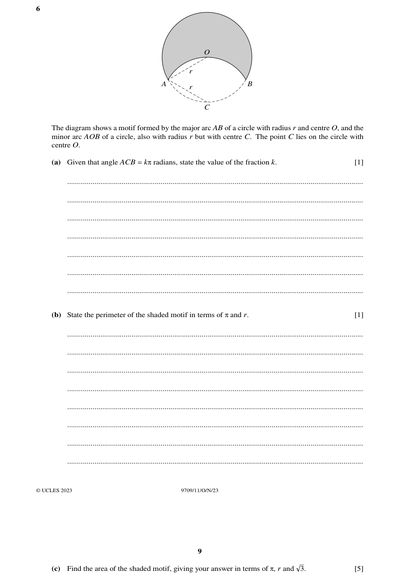 6
O
r
A
B
r
C
The diagram shows a motif formed by the major arc AB of a circle with radius r and centre O, and the
minor arc AOB of a circle, also with radius r but with centre C. The point C lies on the circle with
centre O.
(a) Given that angle ACB = kπ radians, state the value of the fraction k. [1]
(b) State the perimeter of the shaded motif in terms of π and r. [1]
© UCLES 2023 9709/11/O/N/23
9
(c) Find the area of the shaded motif, giving your answer in terms of π, r and √3. [5]